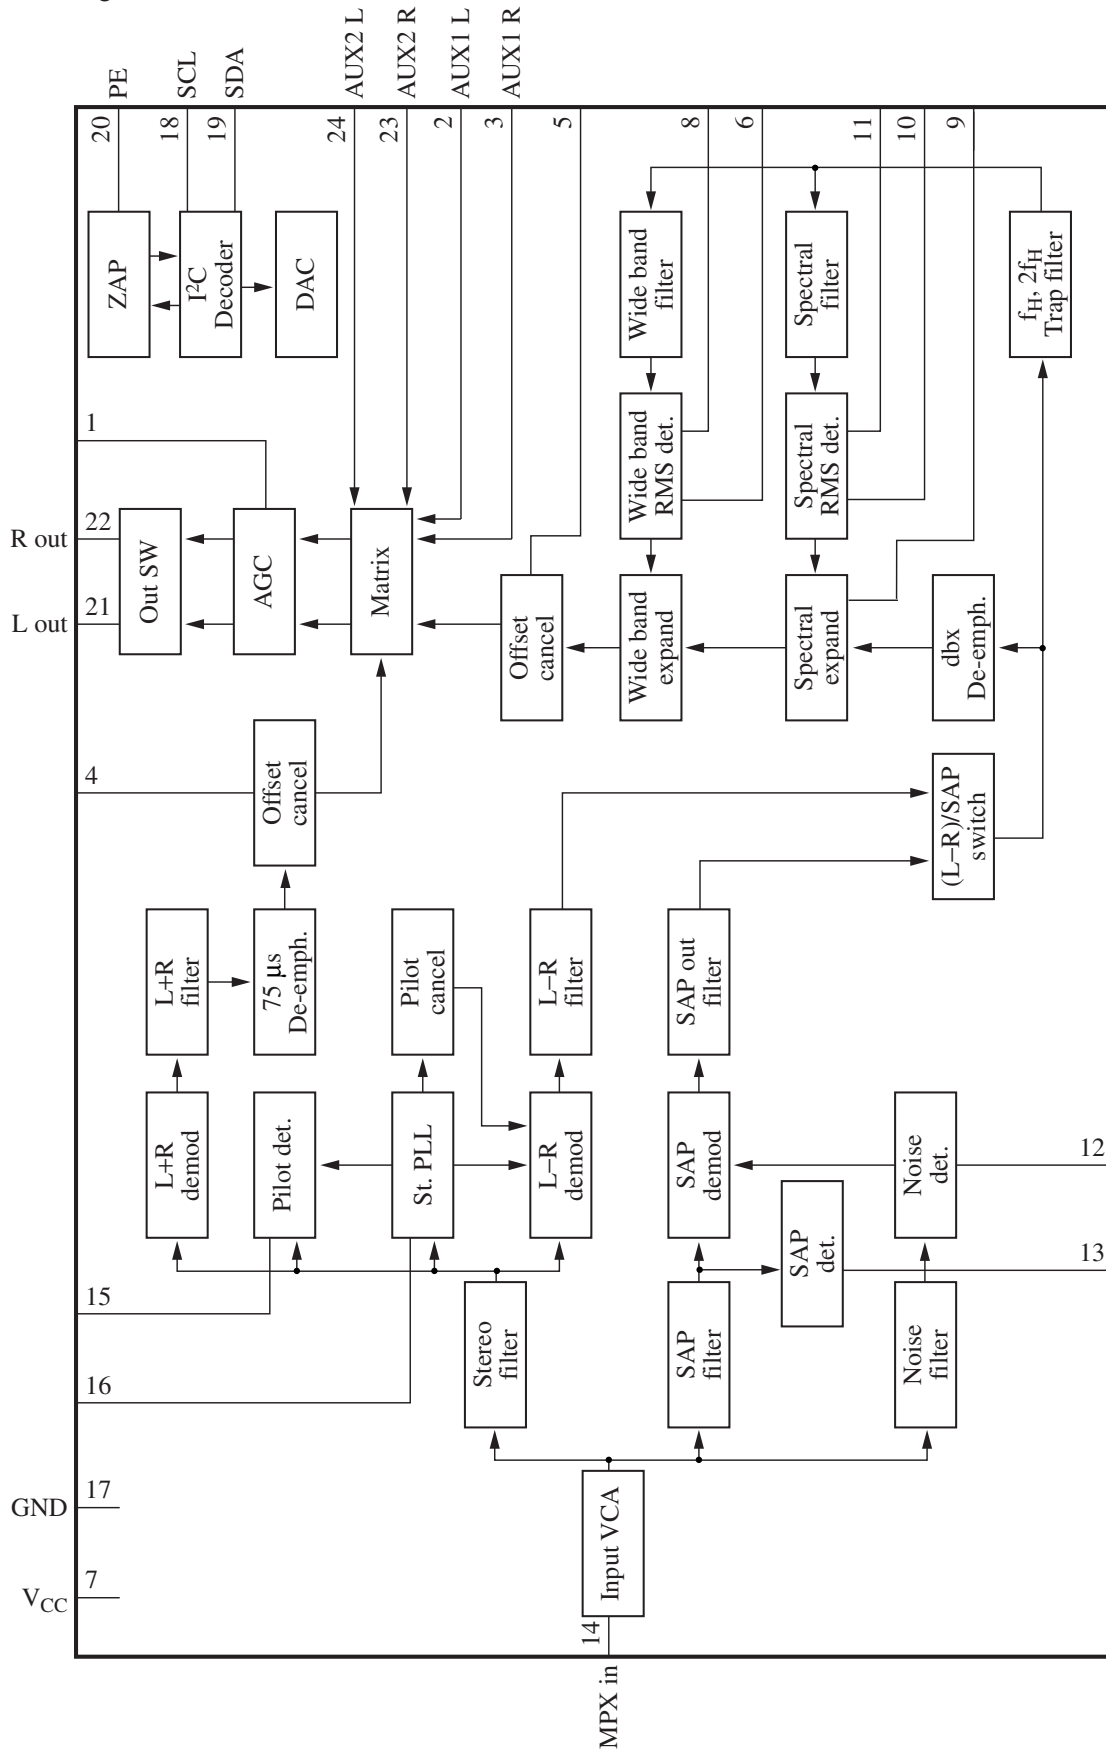 PE
SCL
SDA
AUX2 L
AUX2 R
AUX1 L
AUX1 R
20
18
19
24
23
2
3
5
8
6
11
10
9
ZAP
I²C
Decoder
DAC
Wide band
filter
Spectral
filter
f_H, 2f_H
Trap filter
1
Wide band
RMS det.
Spectral
RMS det.
R out
22
L out
21
Out SW
AGC
Matrix
Offset
cancel
Wide band
expand
Spectral
expand
dbx
De-emph.
4
Offset
cancel
(L−R)/SAP
switch
L+R
filter
75 μs
De-emph.
Pilot
cancel
L−R
filter
SAP out
filter
L+R
demod
Pilot det.
St. PLL
L−R
demod
SAP
demod
SAP
det.
Noise
det.
12
13
15
16
Stereo
filter
SAP
filter
Noise
filter
GND
17
V_CC
7
Input VCA
14
MPX in